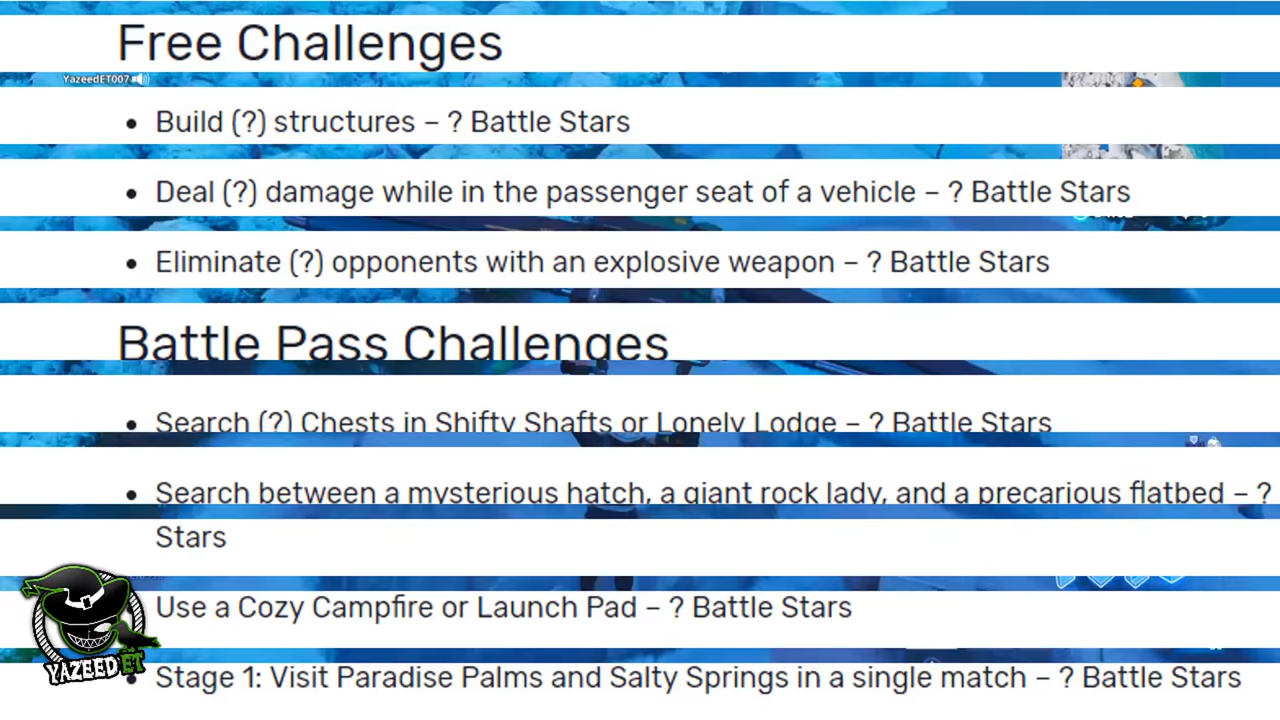 Free Challenges
YazeedET007
• Build (?) structures – ? Battle Stars
• Deal (?) damage while in the passenger seat of a vehicle – ? Battle Stars
• Eliminate (?) opponents with an explosive weapon – ? Battle Stars
Battle Pass Challenges
• Search (?) Chests in Shifty Shafts or Lonely Lodge – ? Battle Stars
• Search between a mysterious hatch, a giant rock lady, and a precarious flatbed – ?
Stars
Use a Cozy Campfire or Launch Pad – ? Battle Stars
• Stage 1: Visit Paradise Palms and Salty Springs in a single match – ? Battle Stars
YAZEED ET